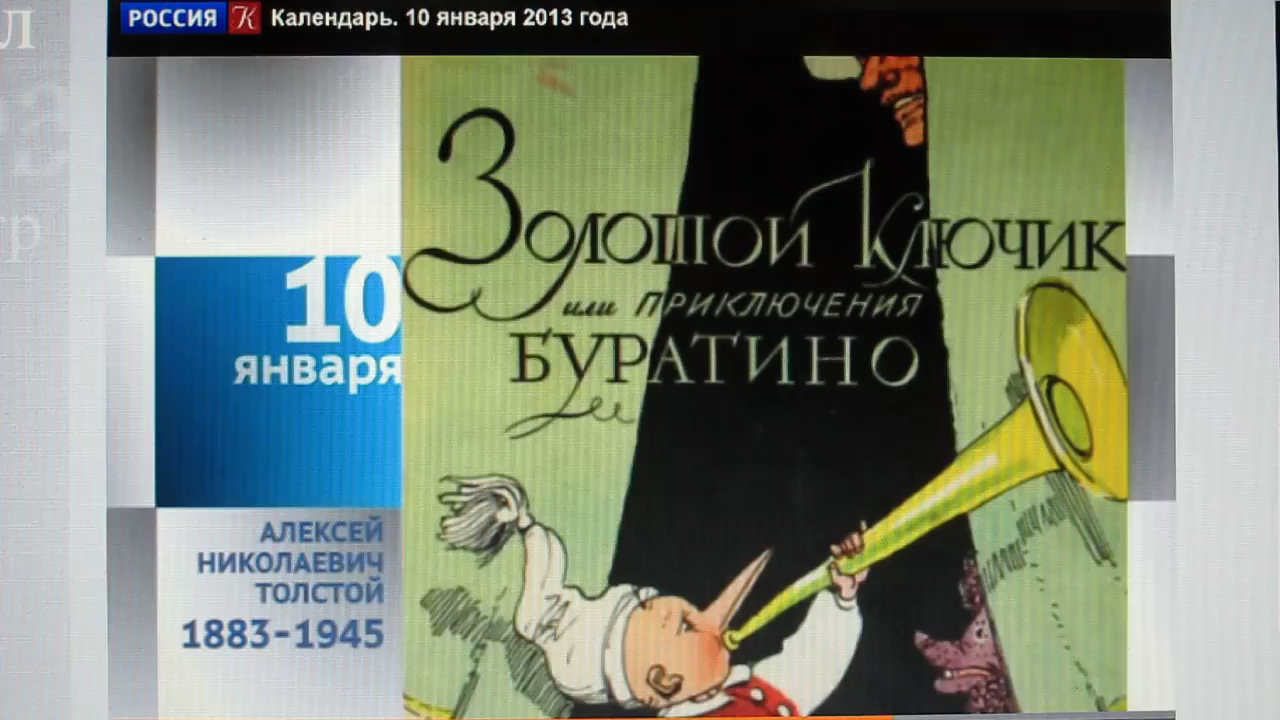 РОССИЯ К Календарь. 10 января 2013 года
л
р
Золотой Ключик
или ПРИКЛЮЧЕНИЯ
БУРАТИНО
10
января
АЛЕКСЕЙ
НИКОЛАЕВИЧ
ТОЛСТОЙ
1883-1945